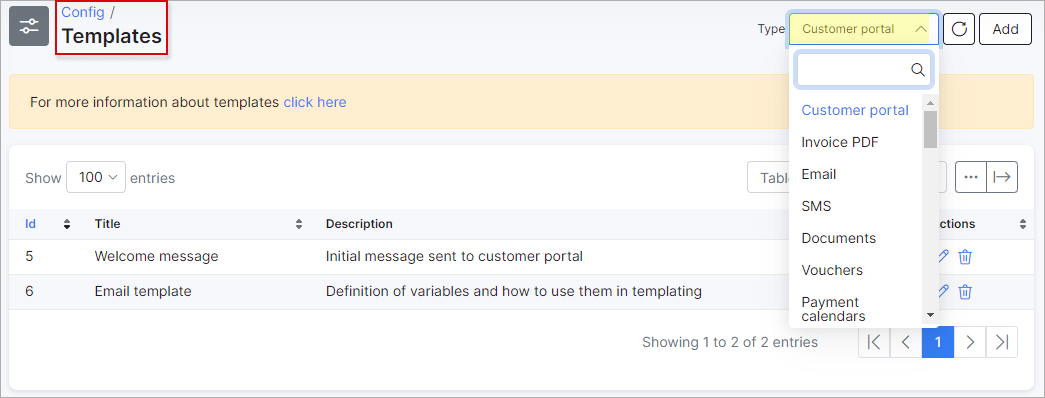 Config /
Templates
Type
Customer portal
Add
For more information about templates click here
Customer portal
Invoice PDF
Email
SMS
Documents
Vouchers
Payment
calendars
Show 100 entries
Id Title Description
5 Welcome message Initial message sent to customer portal
6 Email template Definition of variables and how to use them in templating
Showing 1 to 2 of 2 entries
1